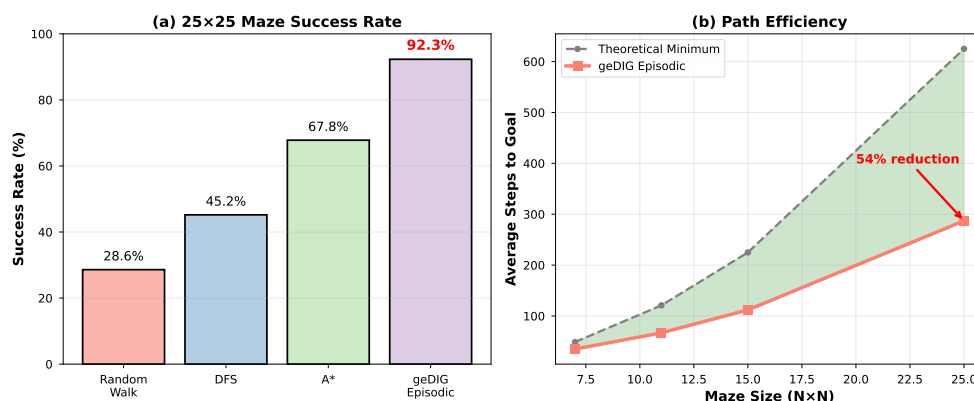 (a) 25×25 Maze Success Rate
Success Rate (%)
100
80
60
40
20
0
28.6%
45.2%
67.8%
92.3%
Random
Walk
DFS
A*
geDIG
Episodic
(b) Path Efficiency
Average Steps to Goal
600
500
400
300
200
100
Theoretical Minimum
geDIG Episodic
54% reduction
7.5
10.0
12.5
15.0
17.5
20.0
22.5
25.0
Maze Size (N×N)